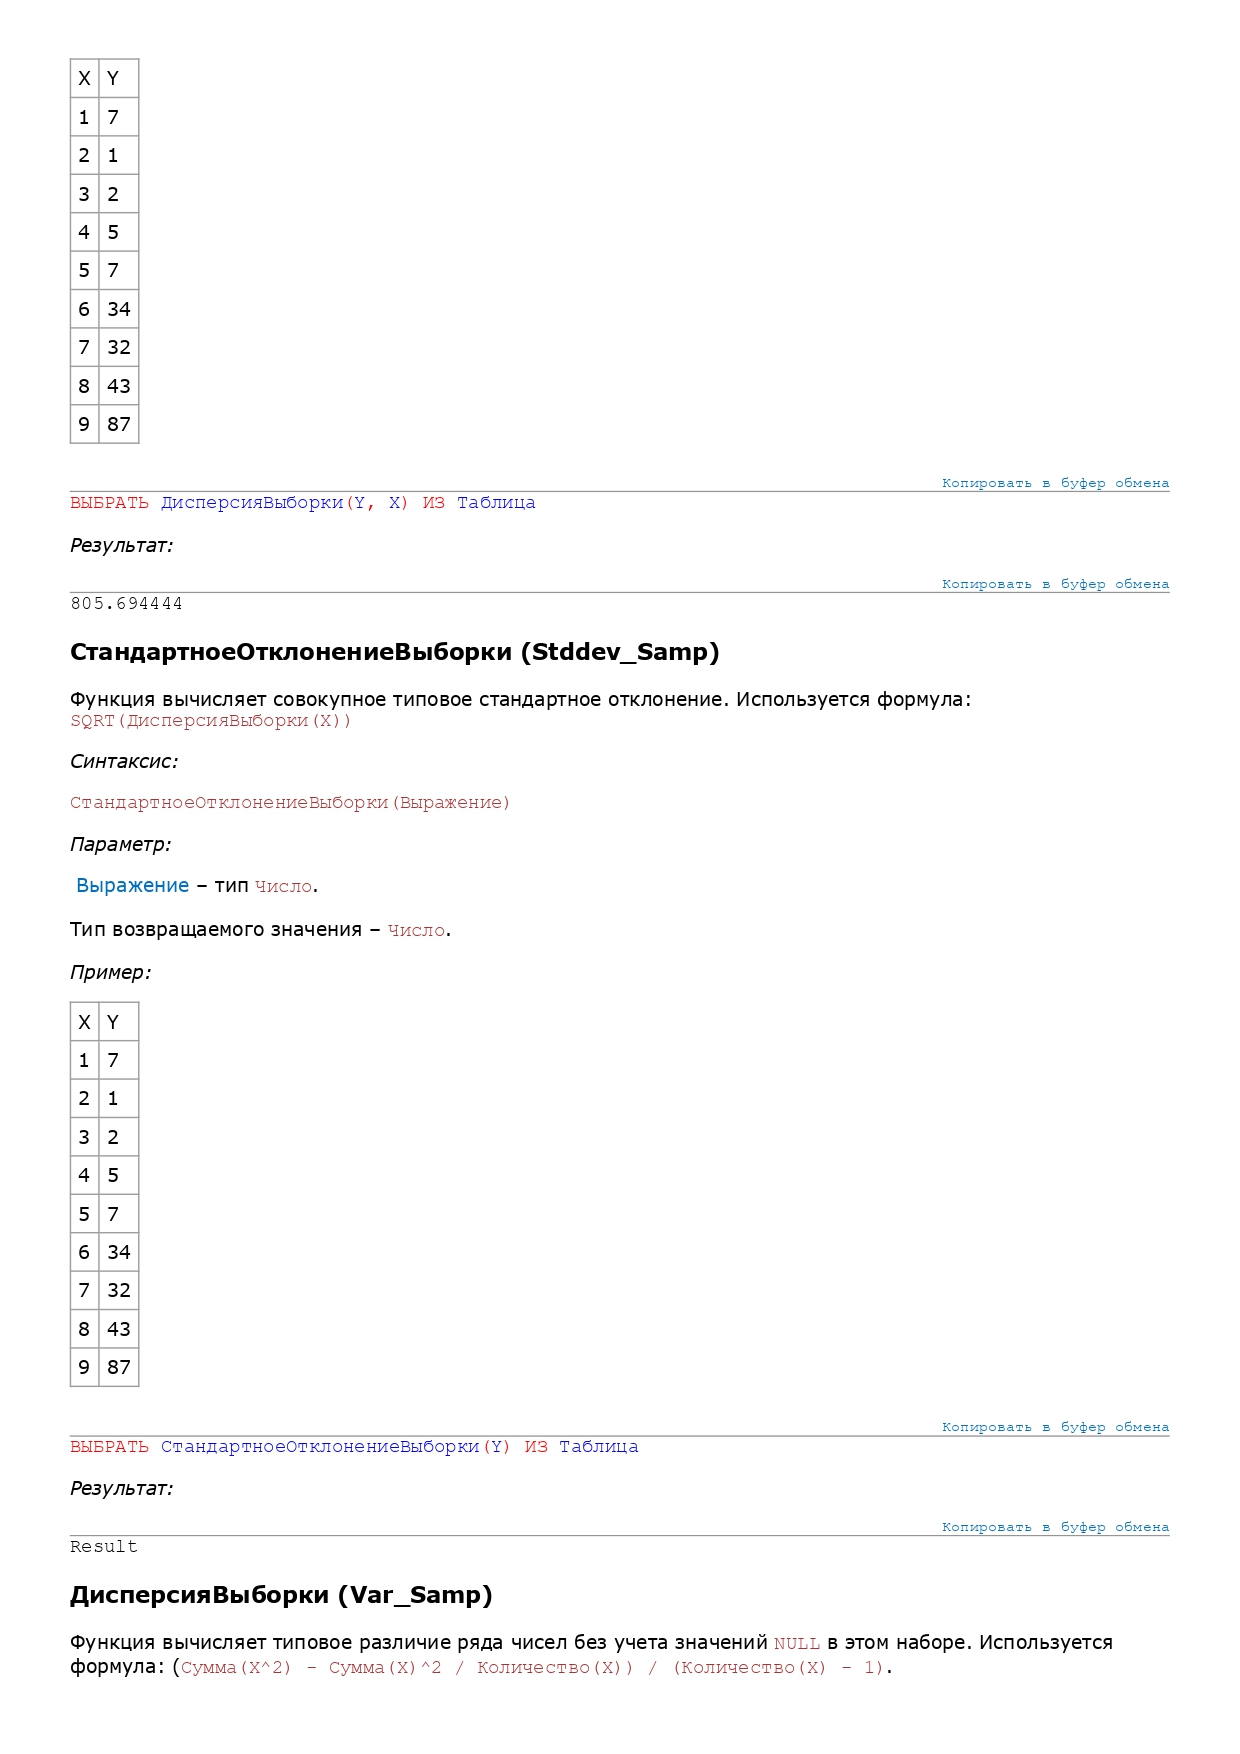 X Y
1 7
2 1
3 2
4 5
5 7
6 34
7 32
8 43
9 87
Копировать в буфер обмена
ВЫБРАТЬ ДисперсияВыборки(Y, X) ИЗ Таблица
Результат:
Копировать в буфер обмена
805.694444
СтандартноеОтклонениеВыборки (Stddev_Samp)
Функция вычисляет совокупное типовое стандартное отклонение. Используется формула:
SQRT(ДисперсияВыборки(X))
Синтаксис:
СтандартноеОтклонениеВыборки(Выражение)
Параметр:
Выражение – тип Число.
Тип возвращаемого значения – Число.
Пример:
X Y
1 7
2 1
3 2
4 5
5 7
6 34
7 32
8 43
9 87
Копировать в буфер обмена
ВЫБРАТЬ СтандартноеОтклонениеВыборки(Y) ИЗ Таблица
Результат:
Копировать в буфер обмена
Result
ДисперсияВыборки (Var_Samp)
Функция вычисляет типовое различие ряда чисел без учета значений NULL в этом наборе. Используется
формула: (Сумма(X^2) - Сумма(X)^2 / Количество(X)) / (Количество(X) - 1).